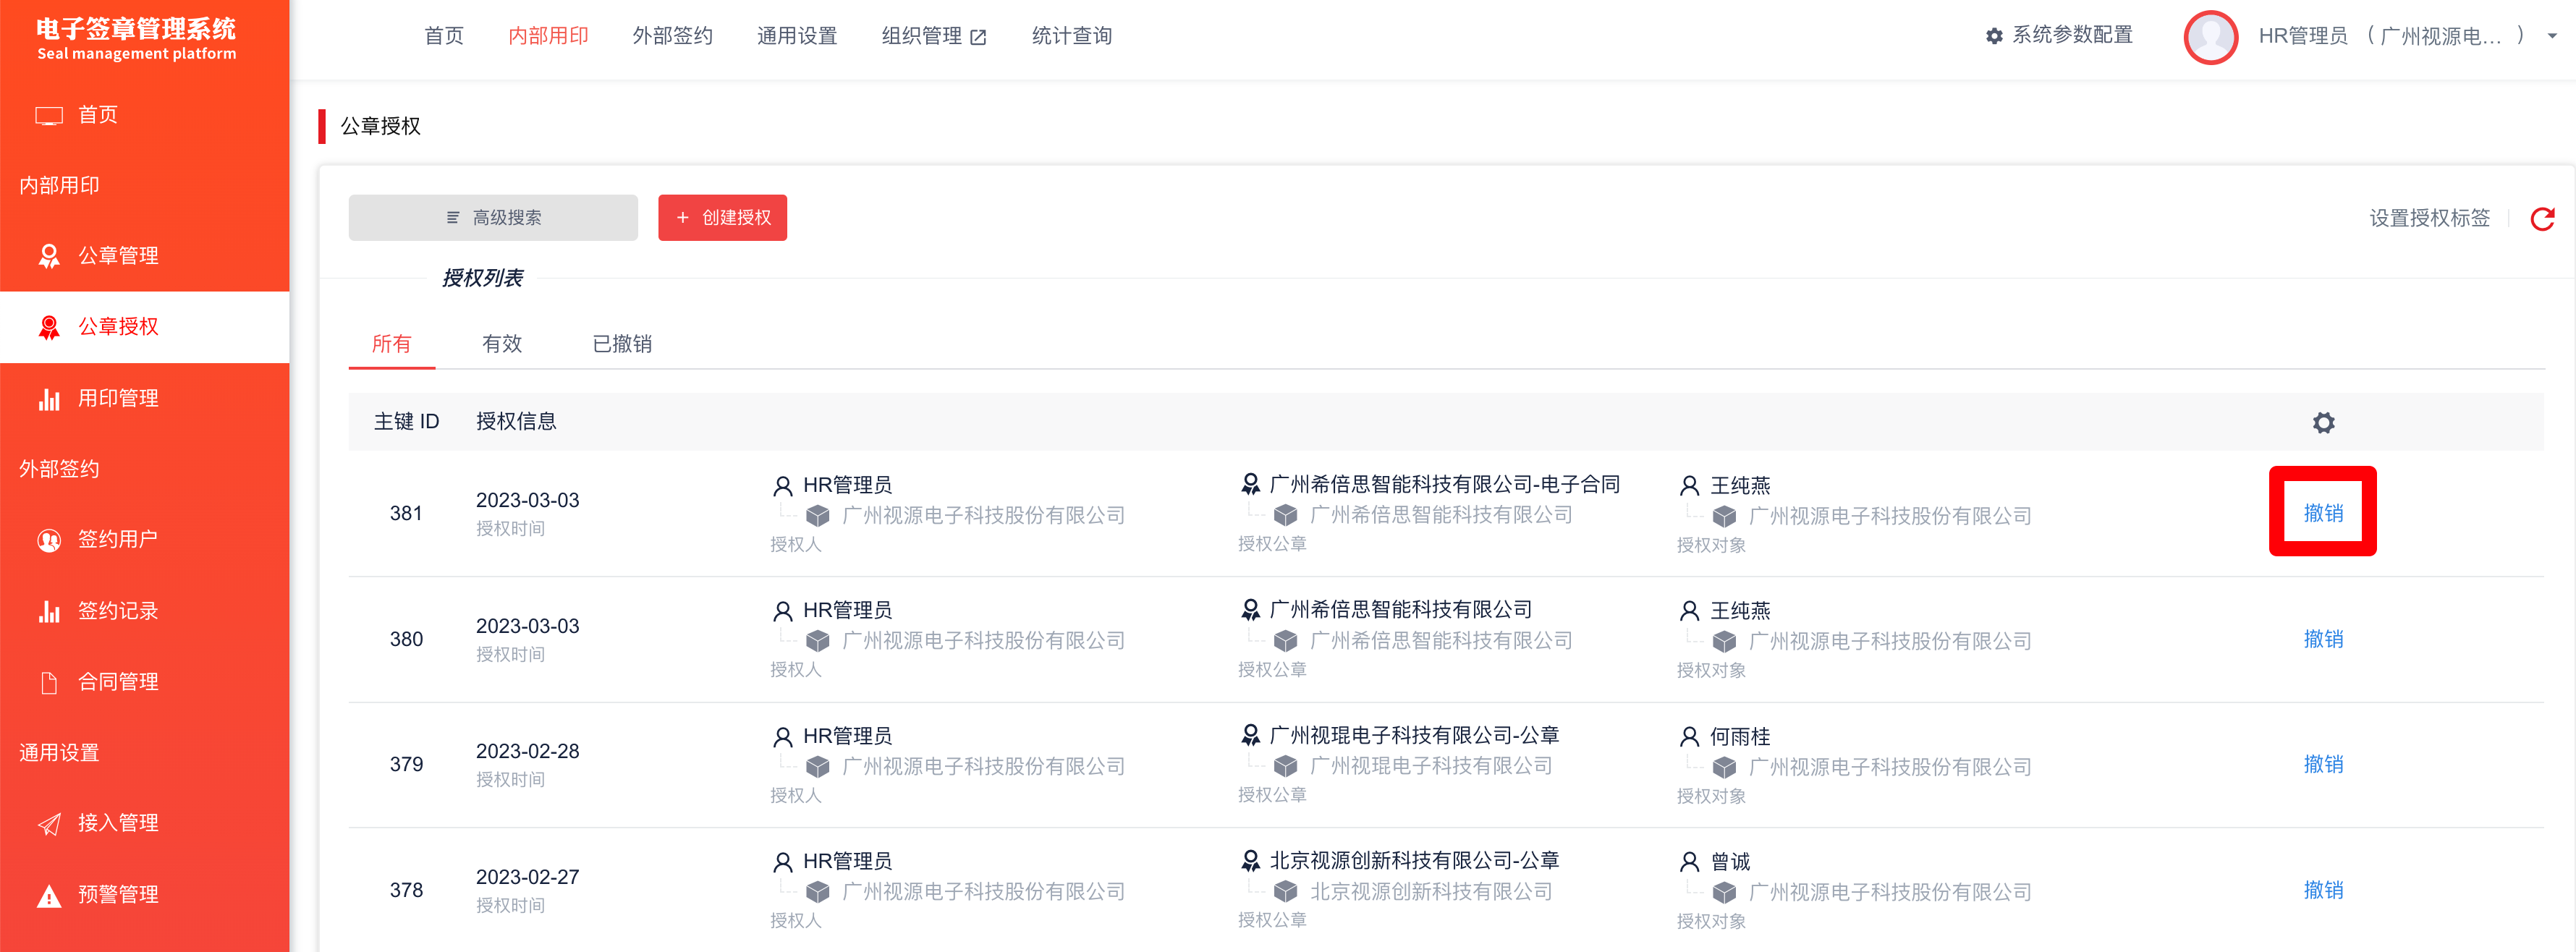 电子签章管理系统
Seal management platform
首页
内部用印
外部签约
通用设置
组织管理
统计查询
系统参数配置
HR管理员 （广州视源电... ）
首页
内部用印
公章管理
公章授权
用印管理
外部签约
签约用户
签约记录
合同管理
通用设置
接入管理
预警管理
公章授权
高级搜索
+ 创建授权
设置授权标签
授权列表
所有
有效
已撤销
主键 ID
授权信息
381
2023-03-03
授权时间
HR管理员
广州视源电子科技股份有限公司
授权人
广州希倍思智能科技有限公司-电子合同
广州希倍思智能科技有限公司
授权公章
王纯燕
广州视源电子科技股份有限公司
授权对象
撤销
380
2023-03-03
授权时间
HR管理员
广州视源电子科技股份有限公司
授权人
广州希倍思智能科技有限公司
广州希倍思智能科技有限公司
授权公章
王纯燕
广州视源电子科技股份有限公司
授权对象
撤销
379
2023-02-28
授权时间
HR管理员
广州视源电子科技股份有限公司
授权人
广州视琨电子科技有限公司-公章
广州视琨电子科技有限公司
授权公章
何雨桂
广州视源电子科技股份有限公司
授权对象
撤销
378
2023-02-27
授权时间
HR管理员
广州视源电子科技股份有限公司
授权人
北京视源创新科技有限公司-公章
北京视源创新科技有限公司
授权公章
曾诚
广州视源电子科技股份有限公司
授权对象
撤销